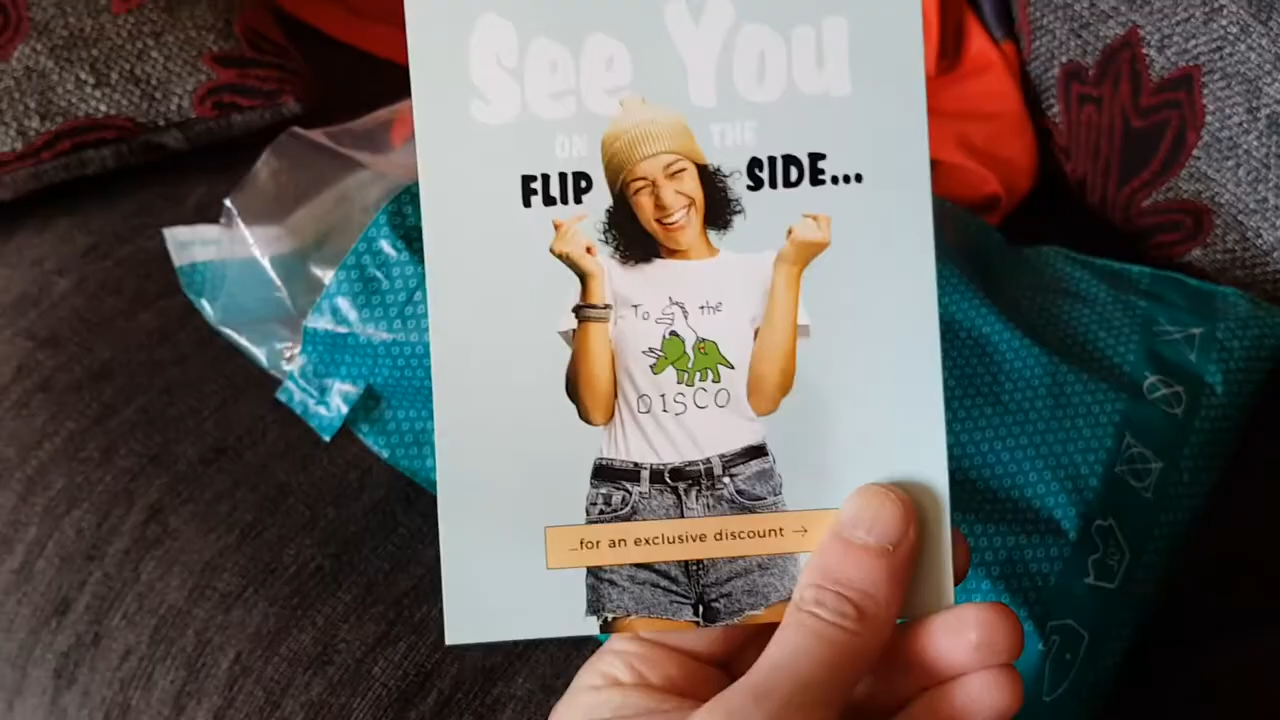 See You
ON THE
FLIP SIDE...
To the
DISCO
...for an exclusive discount →